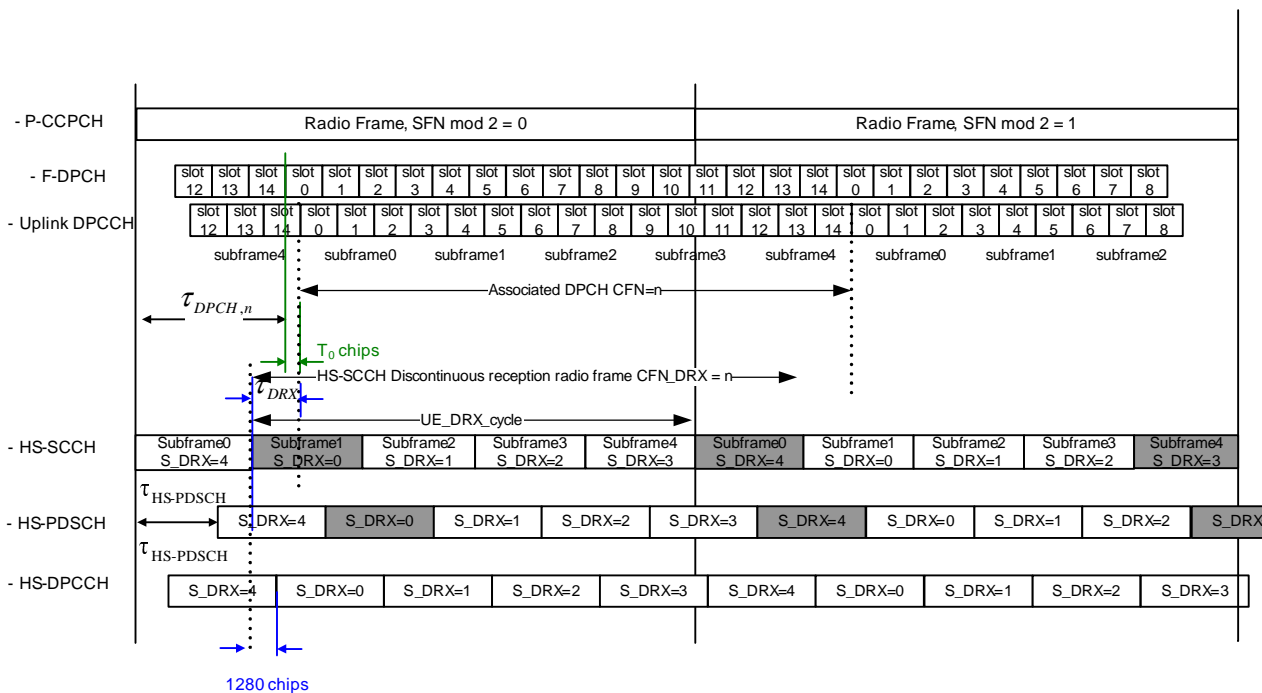 - P-CCPCH
Radio Frame, SFN mod 2 = 0
Radio Frame, SFN mod 2 = 1
- F-DPCH
slot 12 slot 13 slot 14 slot 0 slot 1 slot 2 slot 3 slot 4 slot 5 slot 6 slot 7 slot 8 slot 9 slot 10 slot 11 slot 12 slot 13 slot 14 slot 0 slot 1 slot 2 slot 3 slot 4 slot 5 slot 6 slot 7 slot 8
- Uplink DPCCH
slot 12 slot 13 slot 14 slot 0 slot 1 slot 2 slot 3 slot 4 slot 5 slot 6 slot 7 slot 8 slot 9 slot 10 slot 11 slot 12 slot 13 slot 14 slot 0 slot 1 slot 2 slot 3 slot 4 slot 5 slot 6 slot 7 slot 8
subframe4 subframe0 subframe1 subframe2 subframe3 subframe4 subframe0 subframe1 subframe2
Associated DPCH CFN=n
τDPCH,n
T0 chips
HS-SCCH Discontinuous reception radio frame CFN_DRX = n
τDRX
UE_DRX_cycle
- HS-SCCH
Subframe0 Subframe1 Subframe2 Subframe3 Subframe4 Subframe0 Subframe1 Subframe2 Subframe3 Subframe4
S_DRX=4 S_DRX=0 S_DRX=1 S_DRX=2 S_DRX=3 S_DRX=4 S_DRX=0 S_DRX=1 S_DRX=2 S_DRX=3
τHS-PDSCH
- HS-PDSCH
S_DRX=4 S_DRX=0 S_DRX=1 S_DRX=2 S_DRX=3 S_DRX=4 S_DRX=0 S_DRX=1 S_DRX=2 S_DRX
τHS-PDSCH
- HS-DPCCH
S_DRX=4 S_DRX=0 S_DRX=1 S_DRX=2 S_DRX=3 S_DRX=4 S_DRX=0 S_DRX=1 S_DRX=2 S_DRX=3
1280 chips